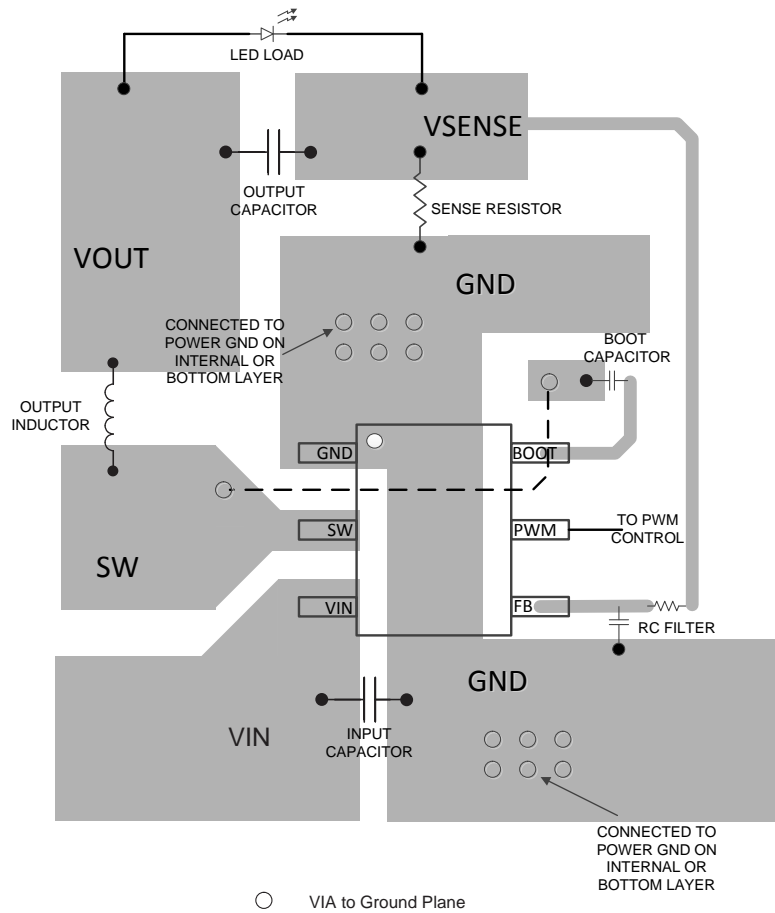 LED LOAD
VSENSE
OUTPUT
CAPACITOR
SENSE RESISTOR
VOUT
GND
CONNECTED TO
POWER GND ON
INTERNAL OR
BOTTOM LAYER
BOOT
CAPACITOR
OUTPUT
INDUCTOR
GND
BOOT
SW
PWM
TO PWM
CONTROL
SW
VIN
FB
RC FILTER
GND
VIN
INPUT
CAPACITOR
CONNECTED TO
POWER GND ON
INTERNAL OR
BOTTOM LAYER
VIA to Ground Plane